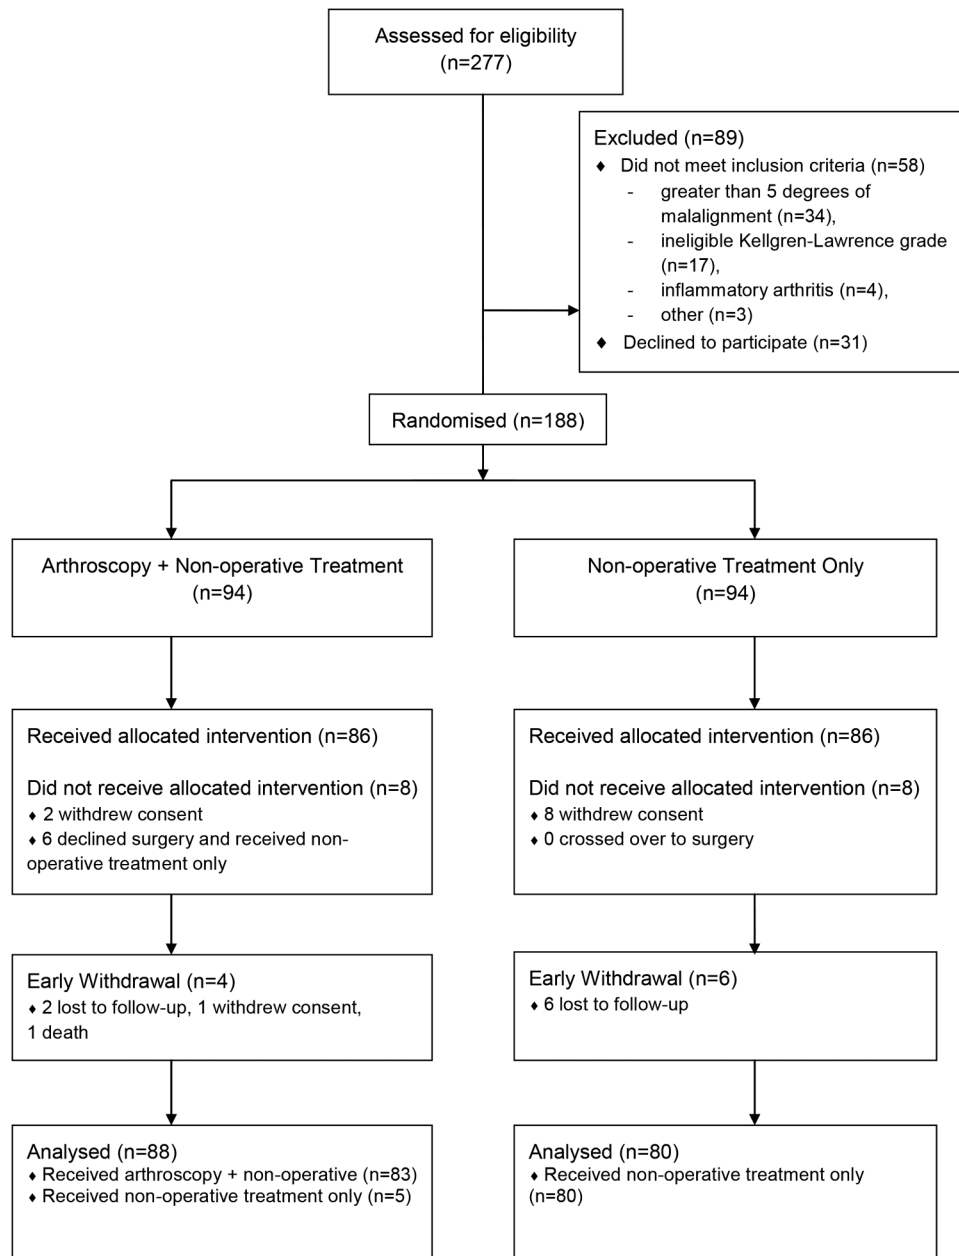 Assessed for eligibility
(n=277)
Excluded (n=89)
♦ Did not meet inclusion criteria (n=58)
- greater than 5 degrees of
malalignment (n=34),
- ineligible Kellgren-Lawrence grade
(n=17),
- inflammatory arthritis (n=4),
- other (n=3)
♦ Declined to participate (n=31)
Randomised (n=188)
Arthroscopy + Non-operative Treatment
(n=94)
Non-operative Treatment Only
(n=94)
Received allocated intervention (n=86)
Did not receive allocated intervention (n=8)
♦ 2 withdrew consent
♦ 6 declined surgery and received non-
operative treatment only
Received allocated intervention (n=86)
Did not receive allocated intervention (n=8)
♦ 8 withdrew consent
♦ 0 crossed over to surgery
Early Withdrawal (n=4)
♦ 2 lost to follow-up, 1 withdrew consent,
1 death
Early Withdrawal (n=6)
♦ 6 lost to follow-up
Analysed (n=88)
♦ Received arthroscopy + non-operative (n=83)
♦ Received non-operative treatment only (n=5)
Analysed (n=80)
♦ Received non-operative treatment only
(n=80)